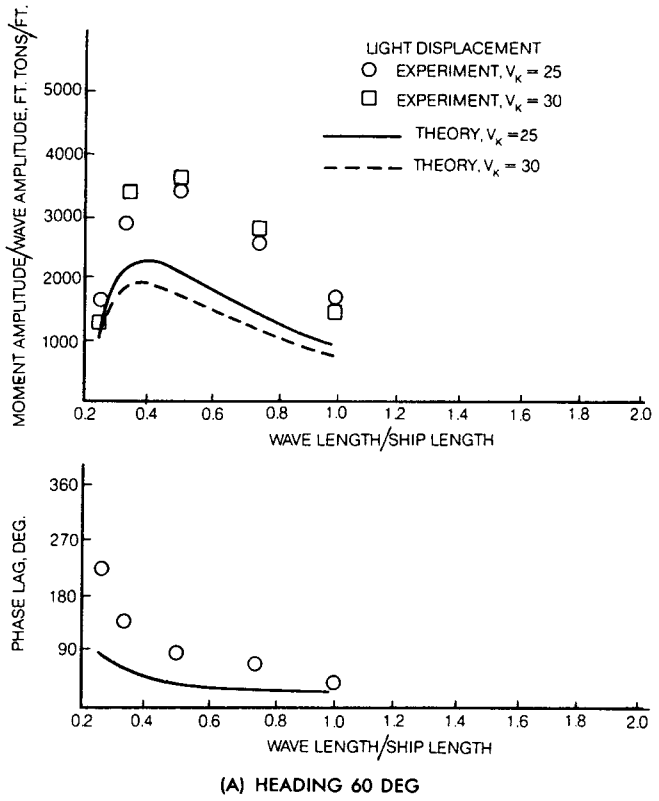 MOMENT AMPLITUDE/WAVE AMPLITUDE, FT. TONS/FT.
LIGHT DISPLACEMENT
EXPERIMENT, VK = 25
EXPERIMENT, VK = 30
THEORY, VK = 25
THEORY, VK = 30
5000
4000
3000
2000
1000
0.2 0.4 0.6 0.8 1.0 1.2 1.4 1.6 1.8 2.0
WAVE LENGTH/SHIP LENGTH
PHASE LAG, DEG.
360
270
180
90
0.2 0.4 0.6 0.8 1.0 1.2 1.4 1.6 1.8 2.0
WAVE LENGTH/SHIP LENGTH
(A) HEADING 60 DEG